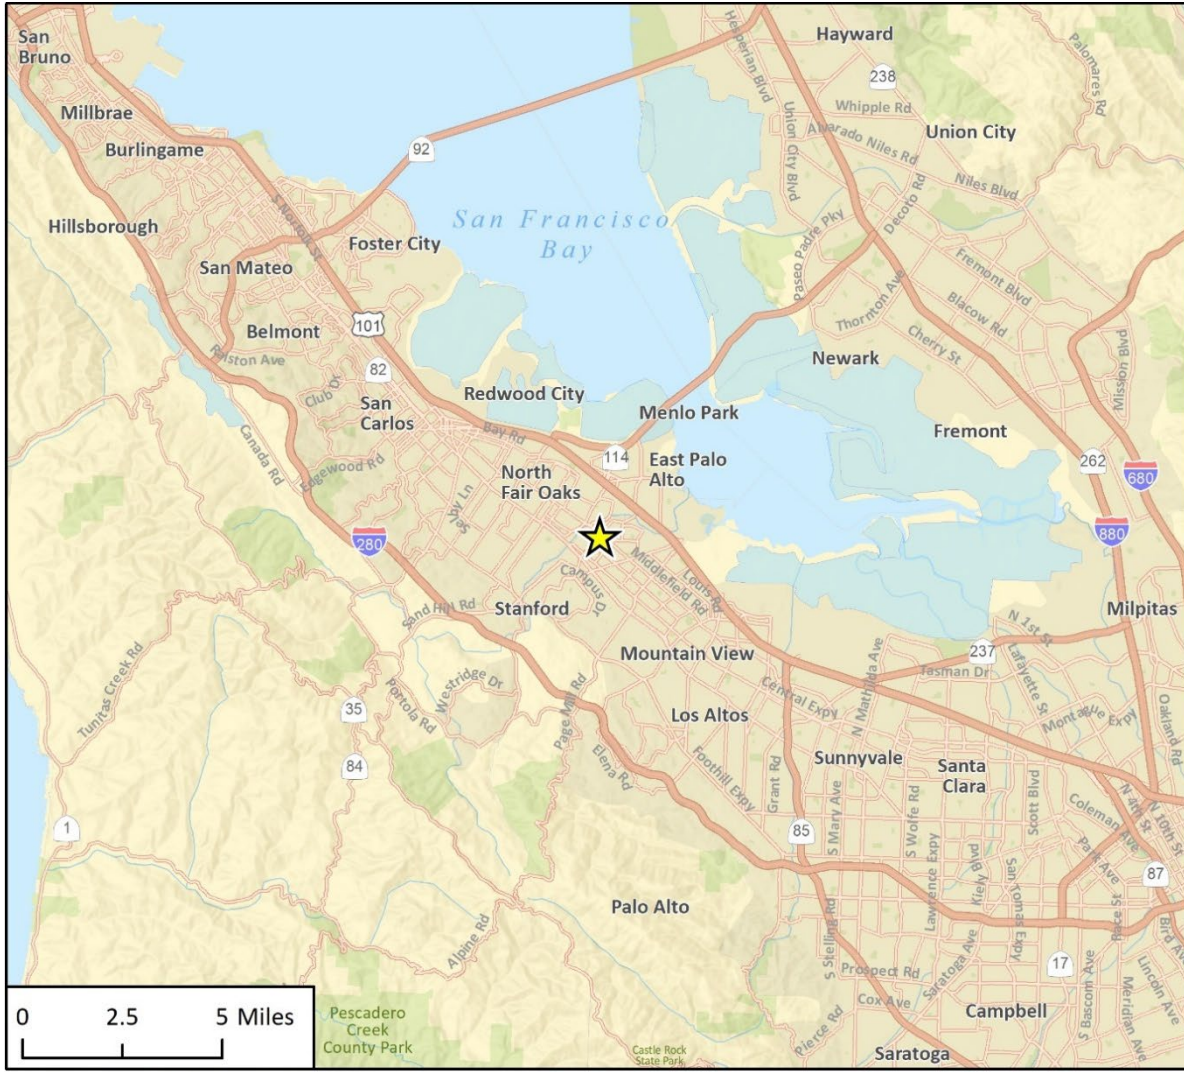 San
Bruno
Hayward
Hesperian Blvd
Palomares Rd
238
Millbrae
Whipple Rd
Union City
Burlingame
92
Union City Blvd
Alvarado Niles Rd
Niles Blvd
Hillsborough
S Norfolk St
San Francisco
Bay
Foster City
Paseo Padre Pky
Decoto Rd
San Mateo
Fremont Blvd
Belmont
101
Thornton Ave
Blacow Rd
Ralston Ave
82
Newark
Cherry St
Mission Blvd
Club Dr
San
Carlos
Redwood City
Menlo Park
Canada Rd
Bay Rd
Fremont
Edgewood Rd
North
Fair Oaks
114
East Palo
Alto
262
680
Selby Ln
280
880
Middlefield Rd
Louis Rd
Campus Dr
Sand Hill Rd
Stanford
Milpitas
N 1st St
Mountain View
237
Tunitas Creek Rd
Westridge Dr
Portola Rd
Page Mill Rd
Central Expy
N Mathilda Ave
Tasman Dr
Lafayette St
Montague Expy
Oakland Rd
35
Los Altos
84
Elena Rd
Foothill Expy
Grant Rd
Sunnyvale
Santa
Clara
1
85
S Mary Ave
S Wolfe Rd
Scott Blvd
Coleman Ave
N 4th St
N 10th St
Lawrence Expy
Kiely Blvd
San Tomas Expy
Park Ave
87
Palo Alto
Race St
Bird Ave
Alpine Rd
S Stelling Rd
Saratoga Ave
17
Prospect Rd
S Bascom Ave
Lincoln Ave
Meridian Ave
Cox Ave
Campbell
Pierce Rd
Saratoga
0 2.5 5 Miles
Pescadero
Creek
County Park
Castle Rock
State Park